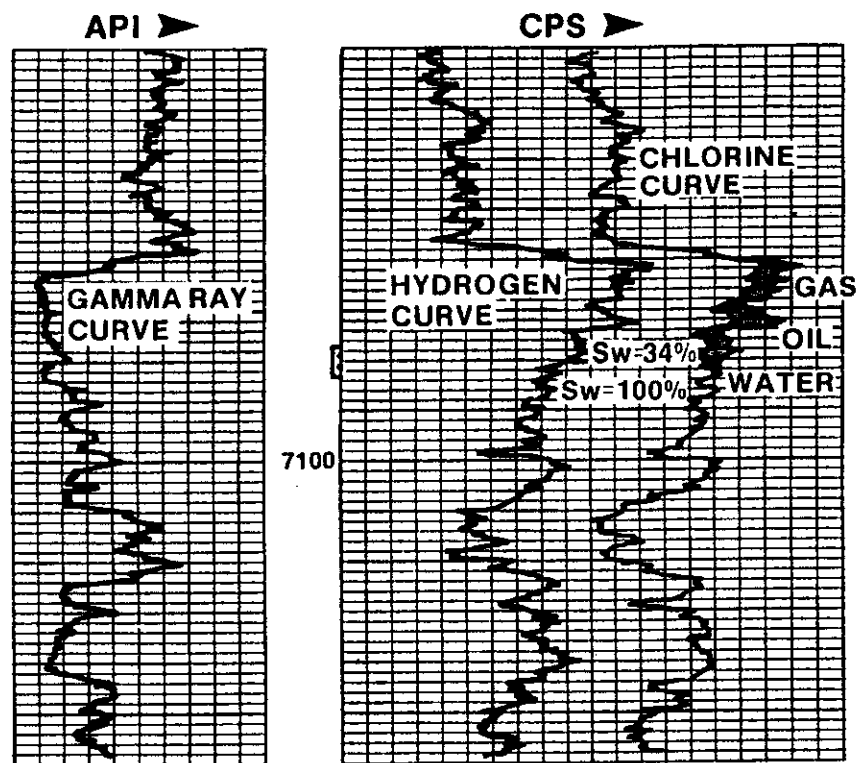 API
CPS
CHLORINE
CURVE
GAMMA RAY
CURVE
HYDROGEN
CURVE
GAS
OIL
Sw=34%
WATER
Sw=100%
7100